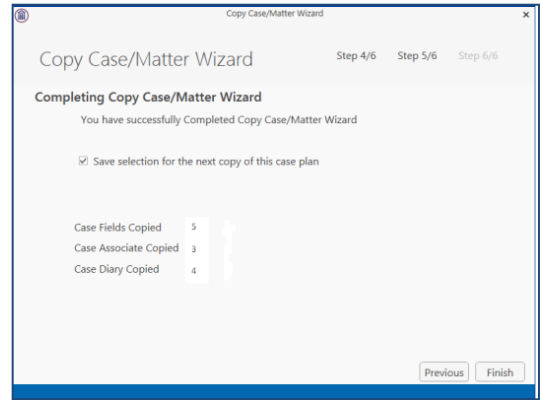 Copy Case/Matter Wizard
Copy Case/Matter Wizard Step 4/6 Step 5/6 Step 6/6
Completing Copy Case/Matter Wizard
You have successfully Completed Copy Case/Matter Wizard
Save selection for the next copy of this case plan
Case Fields Copied 5
Case Associate Copied 3
Case Diary Copied 4
Previous Finish